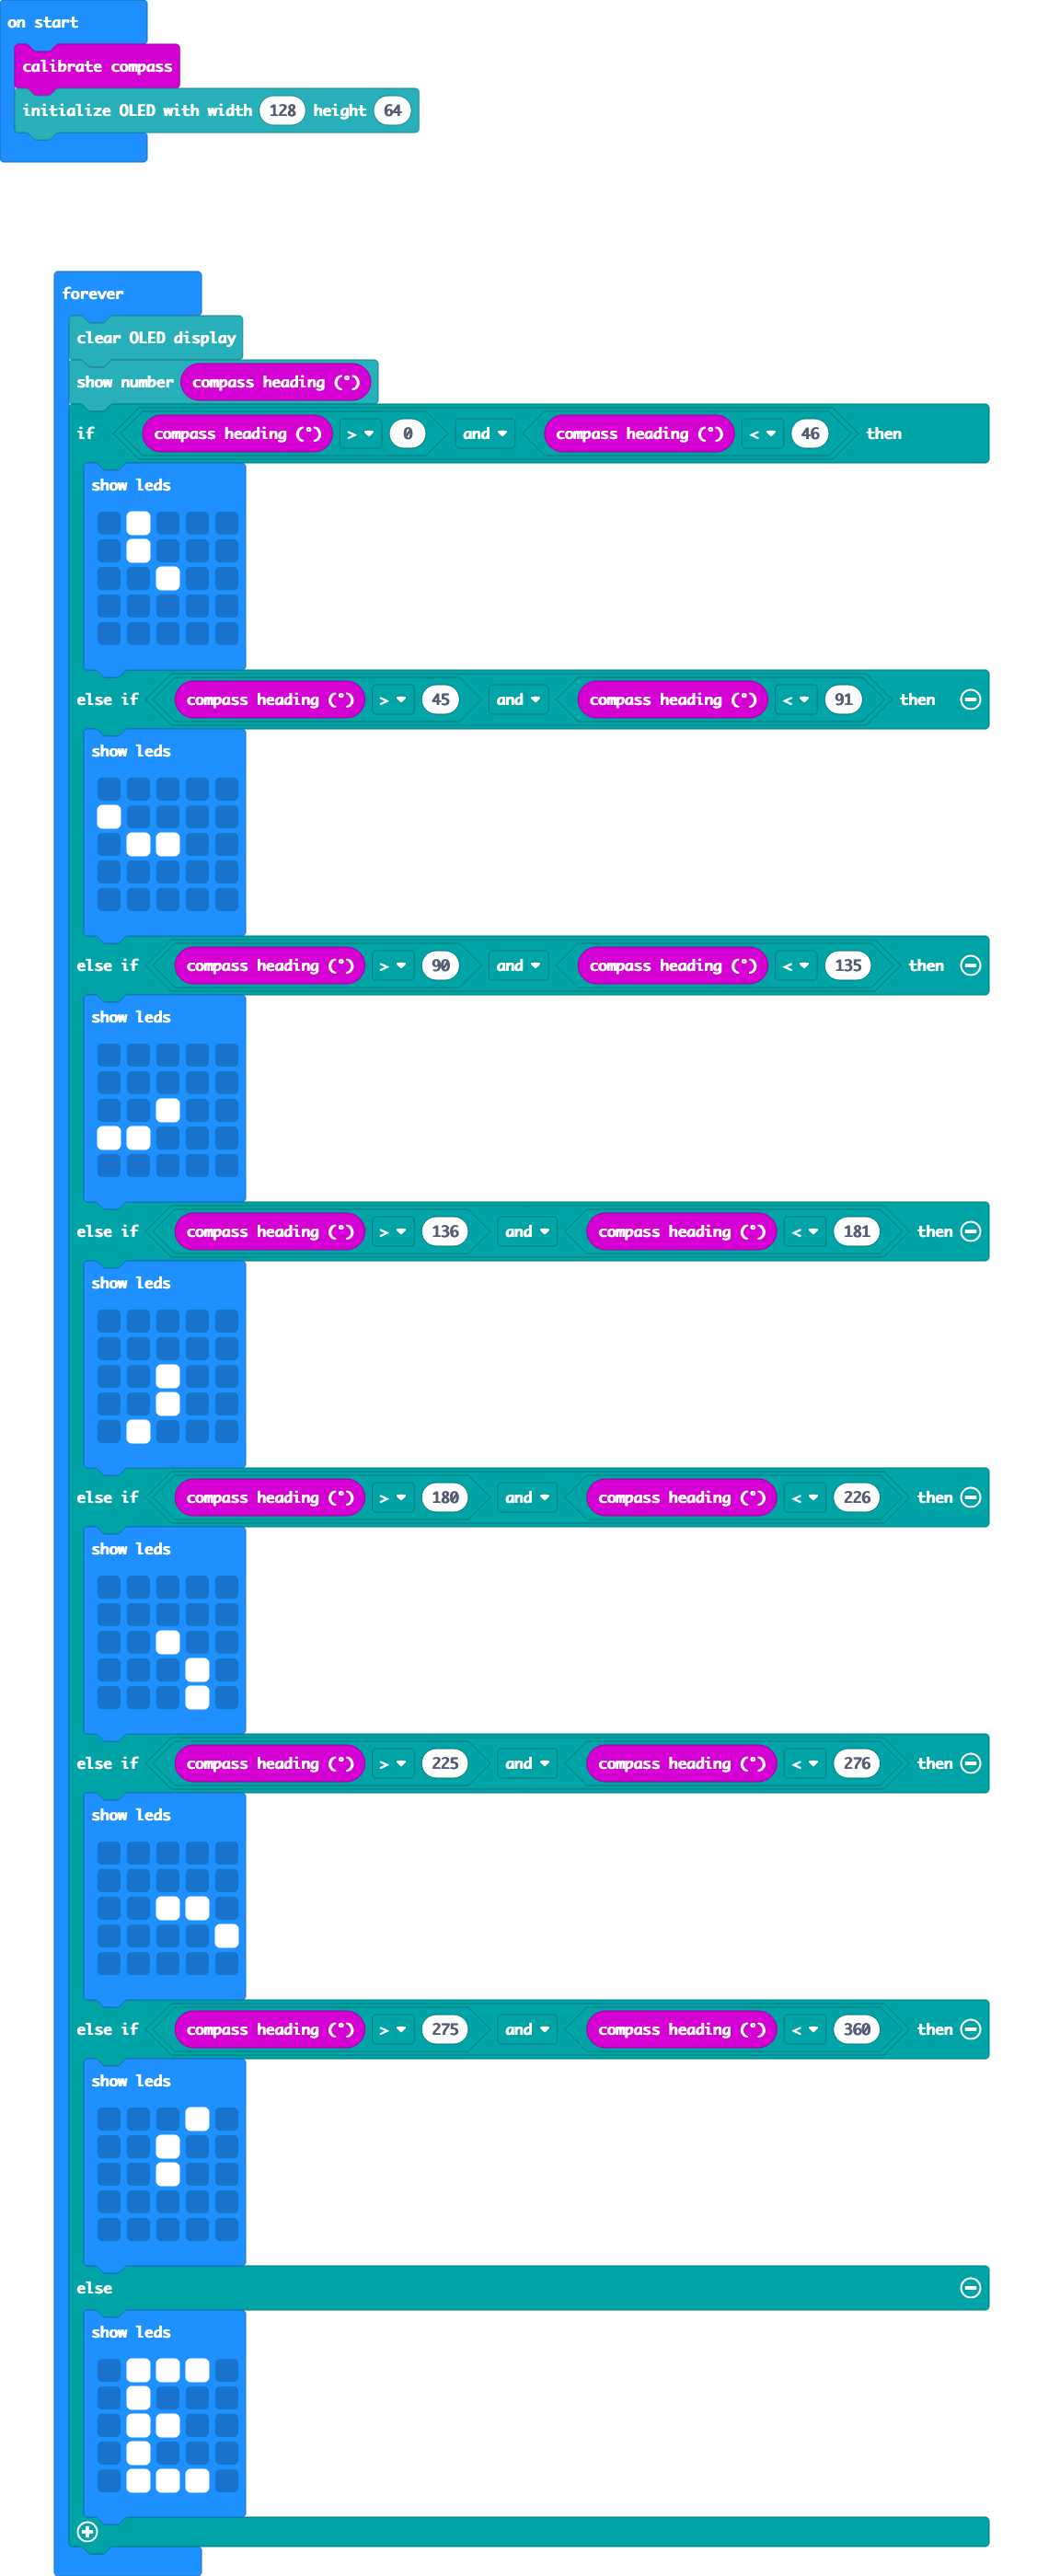 on start
calibrate compass
initialize OLED with width 128 height 64
forever
clear OLED display
show number compass heading (°)
if compass heading (°) > 0 and compass heading (°) < 46 then
show leds
else if compass heading (°) > 45 and compass heading (°) < 91 then
show leds
else if compass heading (°) > 90 and compass heading (°) < 135 then
show leds
else if compass heading (°) > 136 and compass heading (°) < 181 then
show leds
else if compass heading (°) > 180 and compass heading (°) < 226 then
show leds
else if compass heading (°) > 225 and compass heading (°) < 276 then
show leds
else if compass heading (°) > 275 and compass heading (°) < 360 then
show leds
else
show leds